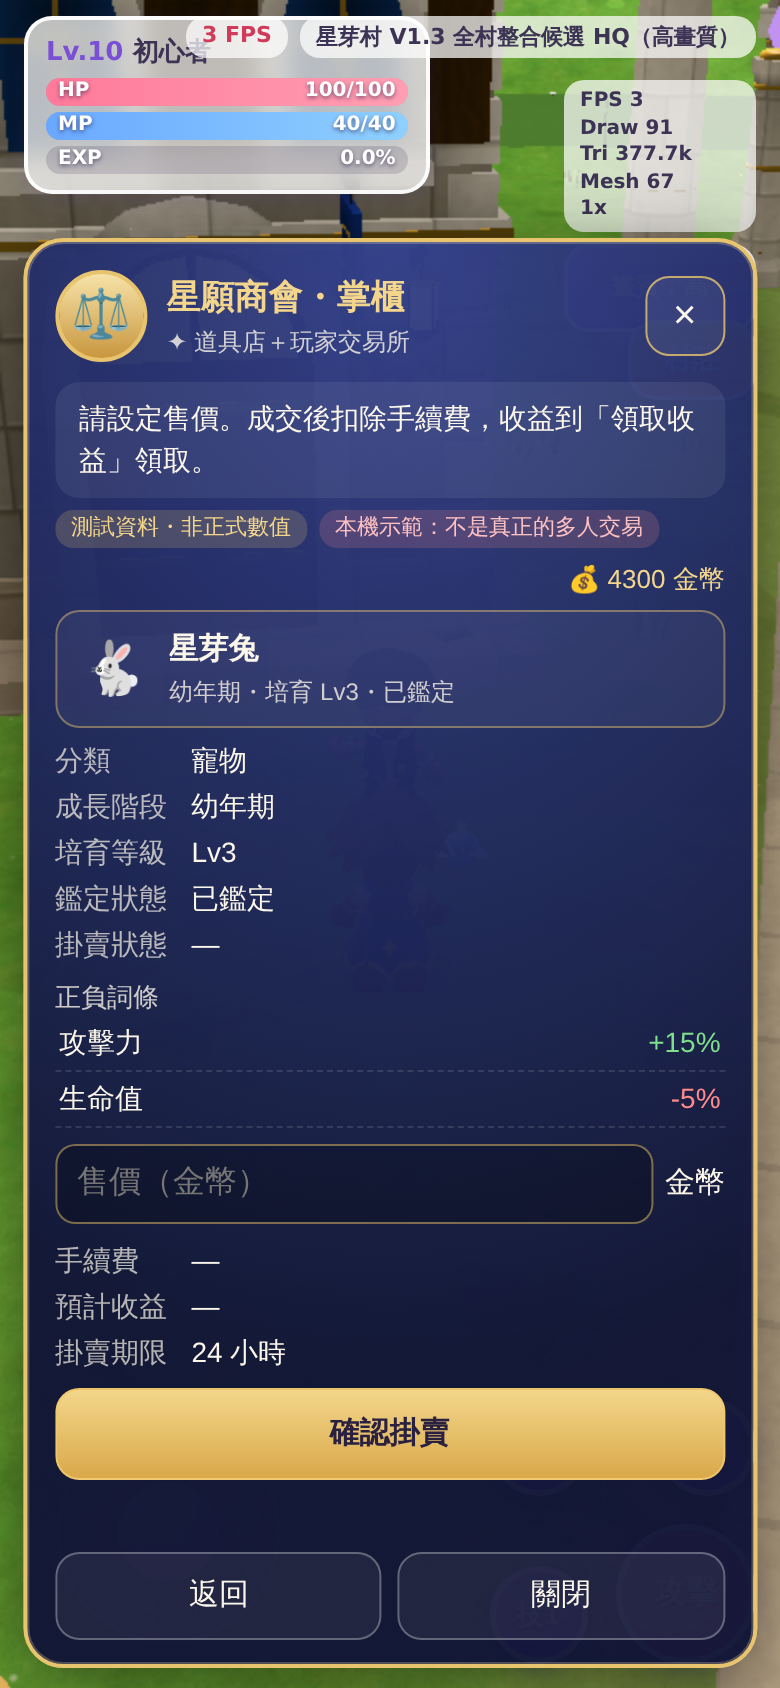 Lv.10 初心者
3 FPS
星芽村 V1.3 全村整合候選 HQ（高畫質）
HP 100/100
MP 40/40
EXP 0.0%
FPS 3
Draw 91
Tri 377.7k
Mesh 67
1x
星願商會・掌櫃
✦ 道具店＋玩家交易所
×
請設定售價。成交後扣除手續費，收益到「領取收
益」領取。
測試資料・非正式數值
本機示範：不是真正的多人交易
4300 金幣
星芽兔
幼年期・培育 Lv3・已鑑定
分類 寵物
成長階段 幼年期
培育等級 Lv3
鑑定狀態 已鑑定
掛賣狀態 —
正負詞條
攻擊力 +15%
生命值 -5%
售價（金幣） 金幣
手續費 —
預計收益 —
掛賣期限 24 小時
確認掛賣
返回 關閉